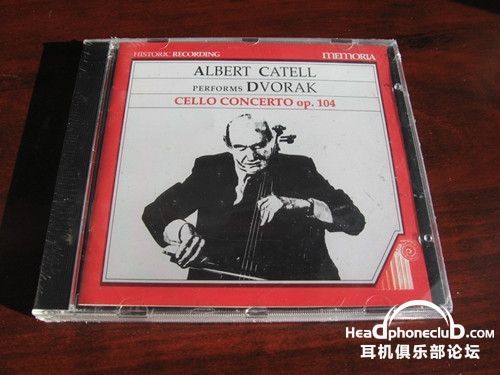 HISTORIC RECORDING
MEMORIA
ALBERT CATELL
PERFORMS DVORAK
CELLO CONCERTO op. 104
HeadphonecluD.com
耳机俱乐部论坛